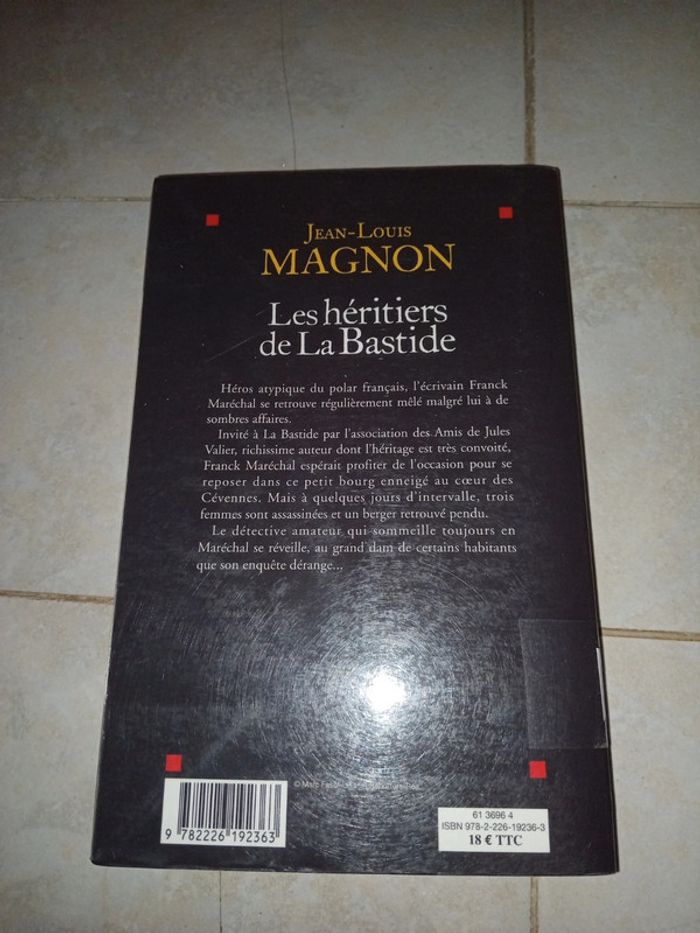 JEAN-LOUIS
MAGNON
Les héritiers
de La Bastide
Héros atypique du polar français, l'écrivain Franck
Maréchal se retrouve régulièrement mêlé malgré lui à de
sombres affaires.
Invité à La Bastide par l'association des Amis de Jules
Valier, richissime auteur dont l'héritage est très convoité,
Franck Maréchal espérait profiter de l'occasion pour se
reposer dans ce petit bourg enneigé au cœur des
Cévennes. Mais à quelques jours d'intervalle, trois
femmes sont assassinées et un berger retrouvé pendu.
Le détective amateur qui sommeille toujours en
Maréchal se réveille, au grand dam de certains habitants
que son enquête dérange...
© Marc
9 782226 192363
61 3696 4
ISBN 978-2-226-19236-3
18 € TTC